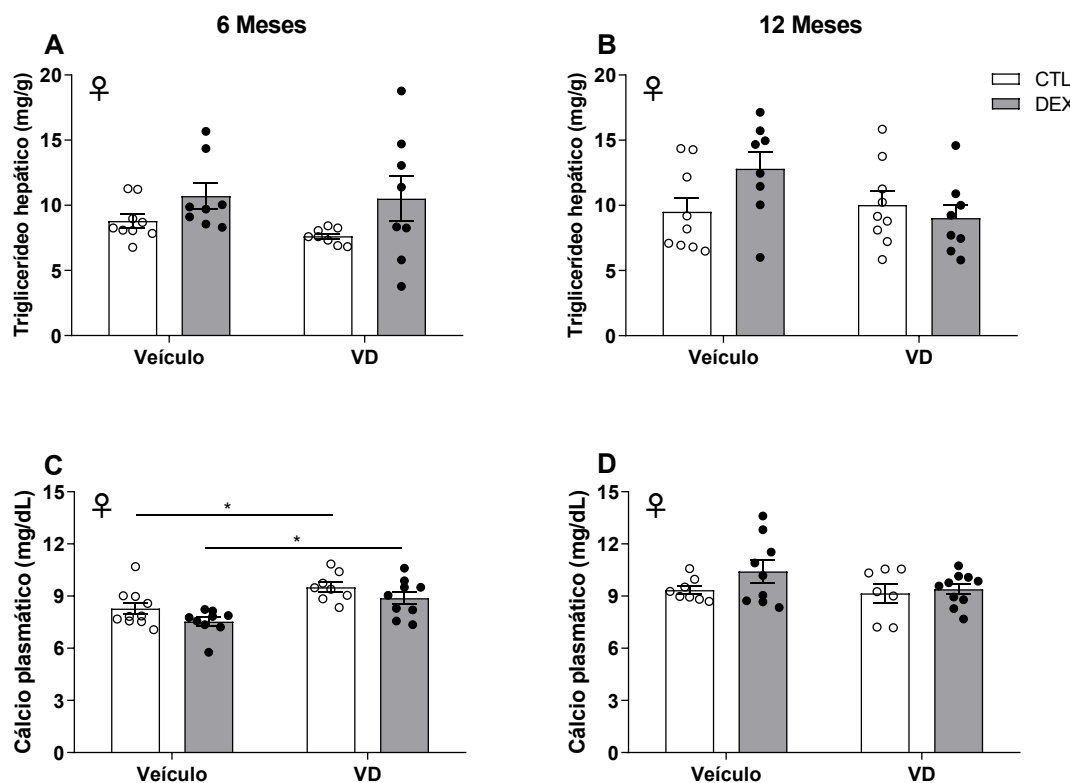 6 Meses
12 Meses
A
♀
Triglicerídeo hepático (mg/g)
20
15
10
5
0
Veículo
VD
B
♀
Triglicerídeo hepático (mg/g)
20
15
10
5
0
Veículo
VD
CTL
DEX
C
♀
Cálcio plasmático (mg/dL)
15
12
9
6
3
0
*
*
Veículo
VD
D
♀
Cálcio plasmático (mg/dL)
15
12
9
6
3
0
Veículo
VD